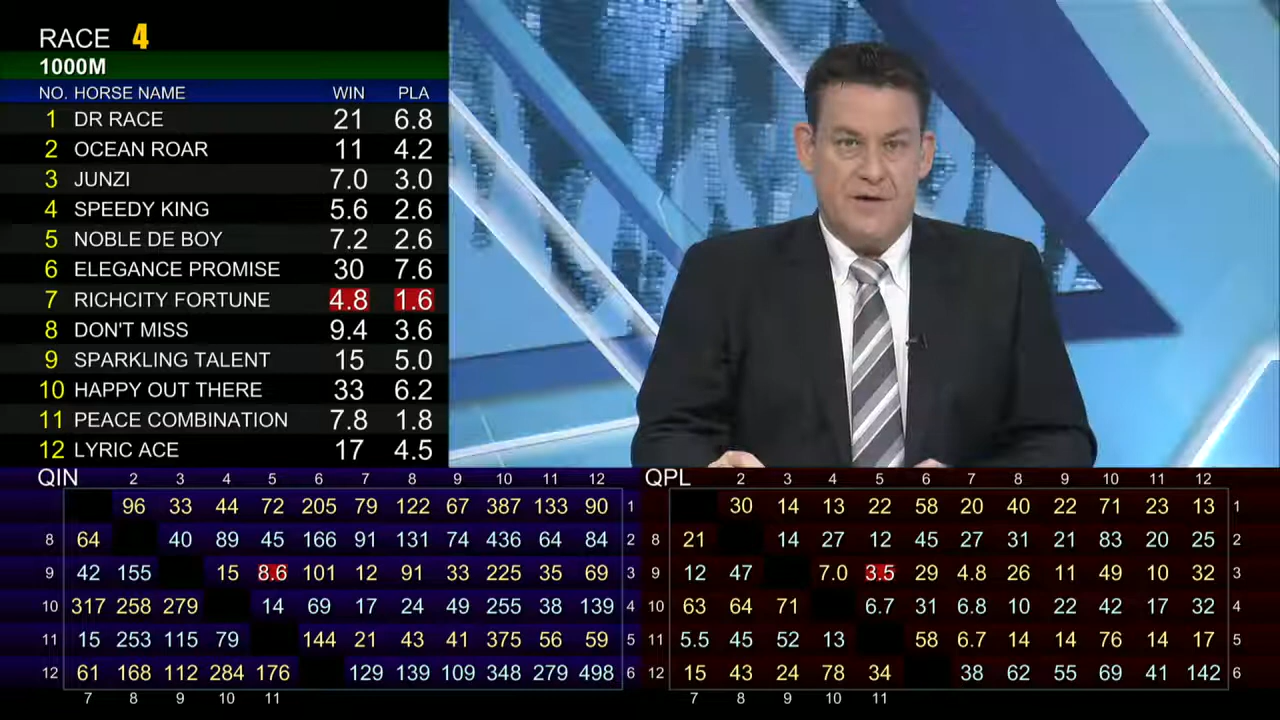 RACE 4
1000M
NO. HORSE NAME WIN PLA
1 DR RACE 21 6.8
2 OCEAN ROAR 11 4.2
3 JUNZI 7.0 3.0
4 SPEEDY KING 5.6 2.6
5 NOBLE DE BOY 7.2 2.6
6 ELEGANCE PROMISE 30 7.6
7 RICHCITY FORTUNE 4.8 1.6
8 DON'T MISS 9.4 3.6
9 SPARKLING TALENT 15 5.0
10 HAPPY OUT THERE 33 6.2
11 PEACE COMBINATION 7.8 1.8
12 LYRIC ACE 17 4.5
QIN 2 3 4 5 6 7 8 9 10 11 12
96 33 44 72 205 79 122 67 387 133 90 1
8 64 40 89 45 166 91 131 74 436 64 84 2
9 42 155 15 8.6 101 12 91 33 225 35 69 3
10 317 258 279 14 69 17 24 49 255 38 139 4
11 15 253 115 79 144 21 43 41 375 56 59 5
12 61 168 112 284 176 129 139 109 348 279 498 6
7 8 9 10 11
QPL 2 3 4 5 6 7 8 9 10 11 12
30 14 13 22 58 20 40 22 71 23 13 1
8 21 14 27 12 45 27 31 21 83 20 25 2
9 12 47 7.0 3.5 29 4.8 26 11 49 10 32 3
10 63 64 71 6.7 31 6.8 10 22 42 17 32 4
11 5.5 45 52 13 58 6.7 14 14 76 14 17 5
12 15 43 24 78 34 38 62 55 69 41 142 6
7 8 9 10 11